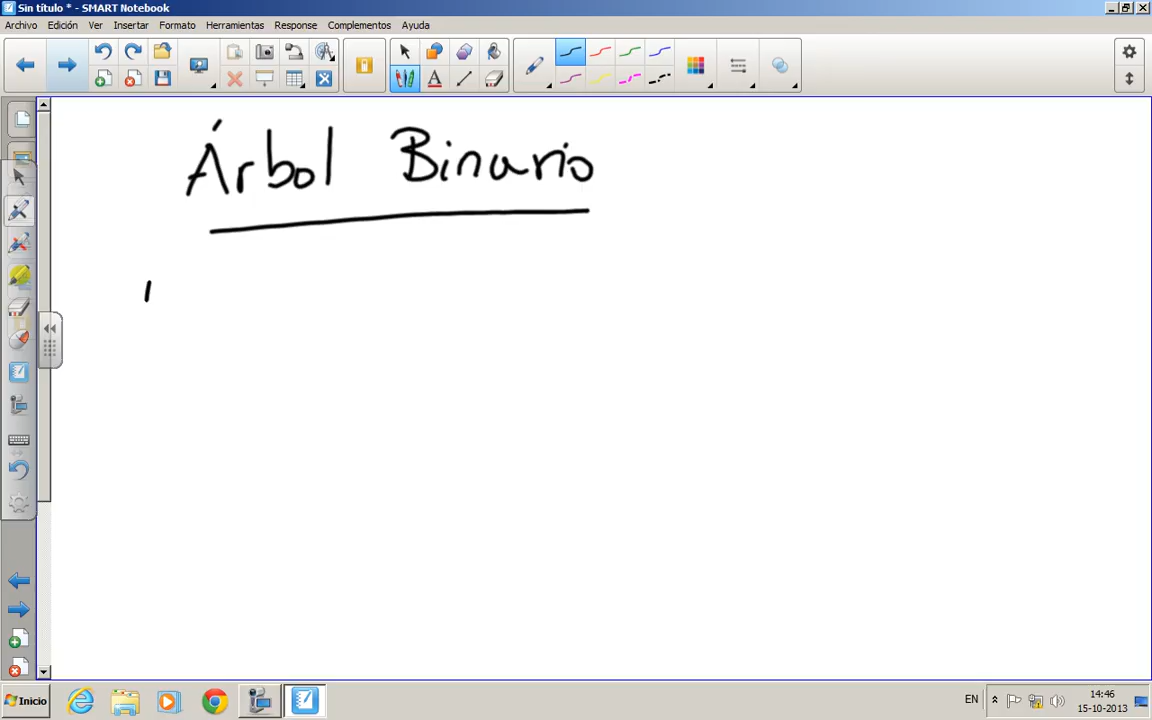 Sin título * - SMART Notebook
Archivo Edición Ver Insertar Formato Herramientas Response Complementos Ayuda
Árbol Binario
Inicio
EN
14:46
15-10-2013